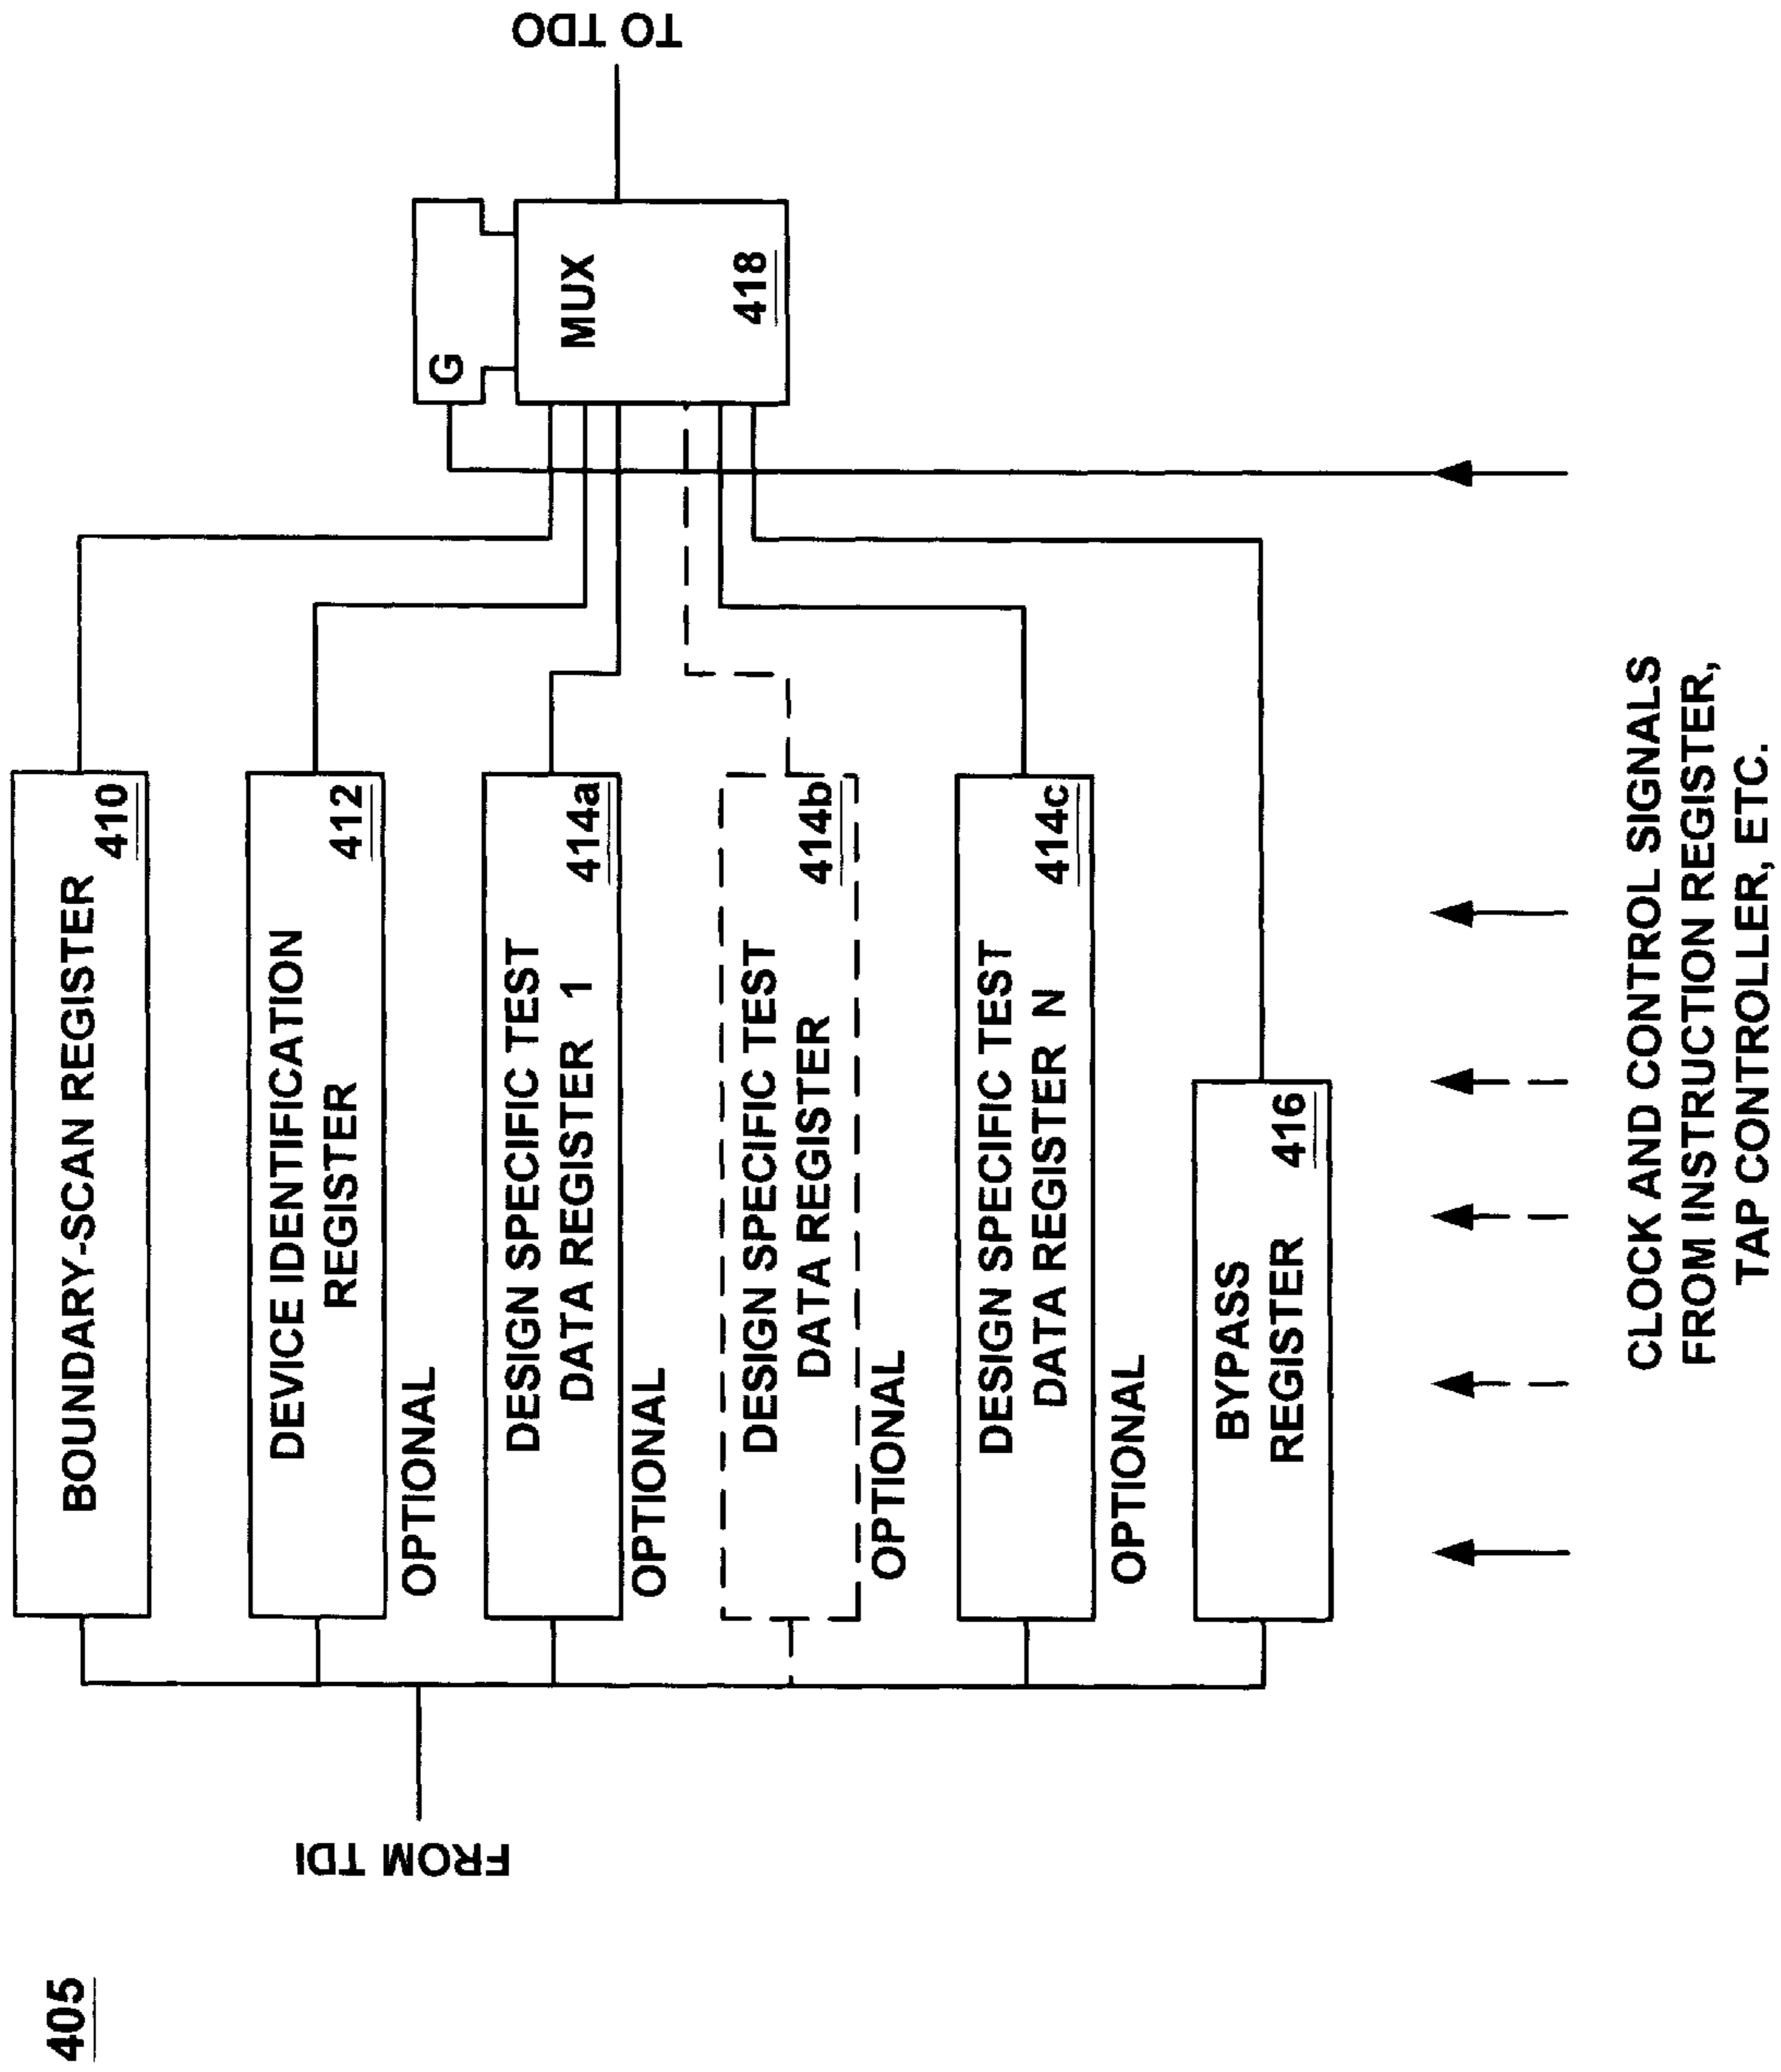 405
FROM TDI
BOUNDARY-SCAN REGISTER
410
DEVICE IDENTIFICATION
REGISTER
412
OPTIONAL
DESIGN SPECIFIC TEST
DATA REGISTER 1
414a
OPTIONAL
DESIGN SPECIFIC TEST
DATA REGISTER
414b
OPTIONAL
DESIGN SPECIFIC TEST
DATA REGISTER N
414c
OPTIONAL
BYPASS
REGISTER
416
G
MUX
418
TO TDO
CLOCK AND CONTROL SIGNALS
FROM INSTRUCTION REGISTER,
TAP CONTROLLER, ETC.